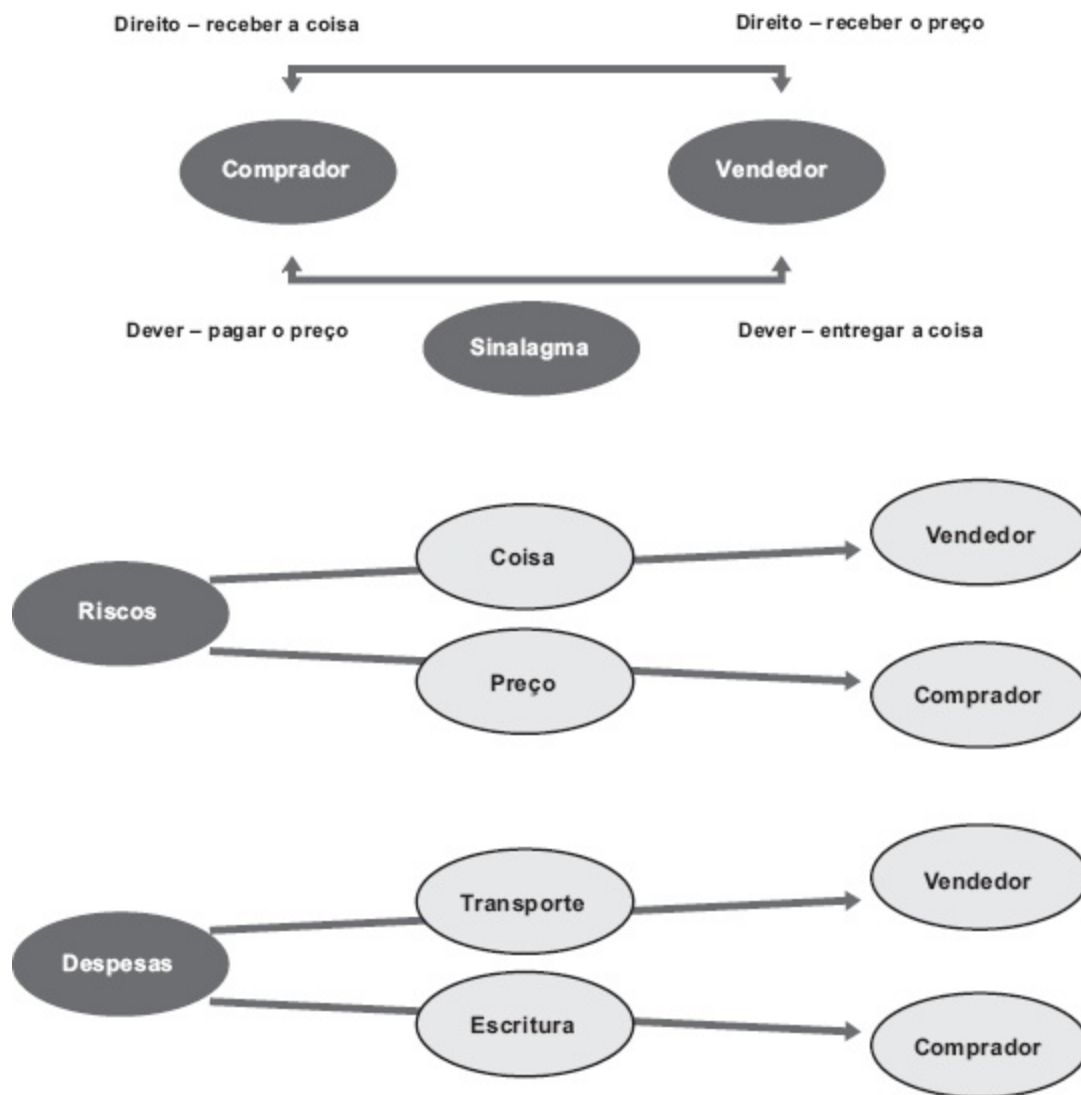 Direito – receber a coisa
Direito – receber o preço
Comprador
Vendedor
Dever – pagar o preço
Sinalagma
Dever – entregar a coisa
Riscos
Coisa
Vendedor
Preço
Comprador
Despesas
Transporte
Vendedor
Escritura
Comprador